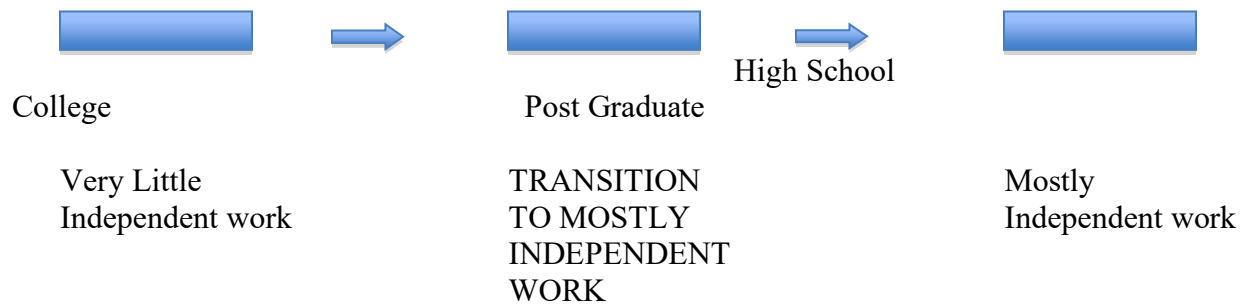 High School
College Post Graduate
Very Little TRANSITION Mostly
Independent work TO MOSTLY Independent work
INDEPENDENT
WORK